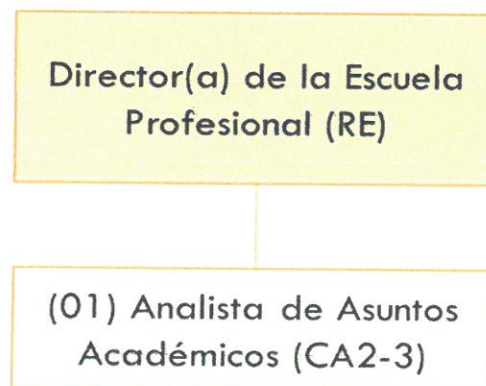 Director(a) de la Escuela
Profesional (RE)
(01) Analista de Asuntos
Académicos (CA2-3)